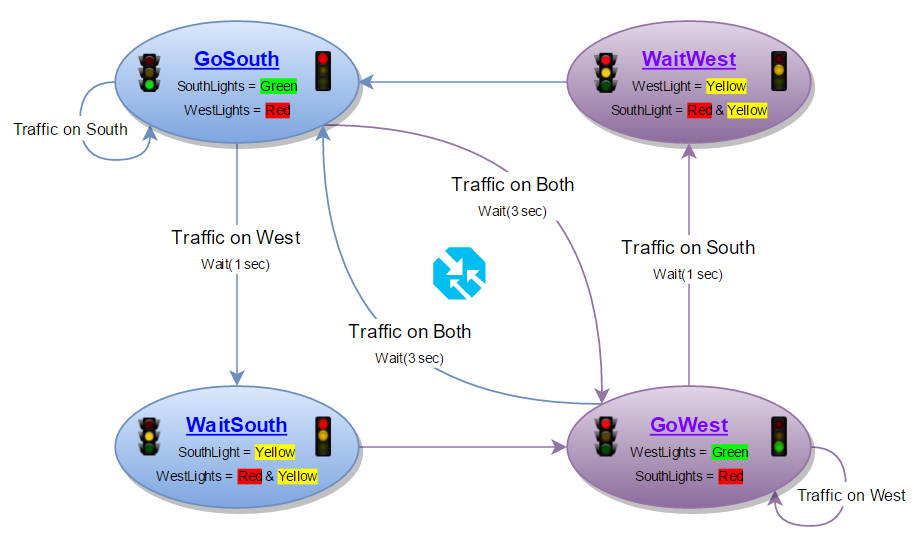 GoSouth
SouthLights = Green
WestLights = Red
WaitWest
WestLight = Yellow
SouthLight = Red & Yellow
Traffic on South
Traffic on Both
Wait(3 sec)
Traffic on West
Wait(1 sec)
Traffic on South
Wait(1 sec)
Traffic on Both
Wait(3 sec)
WaitSouth
SouthLight = Yellow
WestLights = Red & Yellow
GoWest
WestLights = Green
SouthLights = Red
Traffic on West